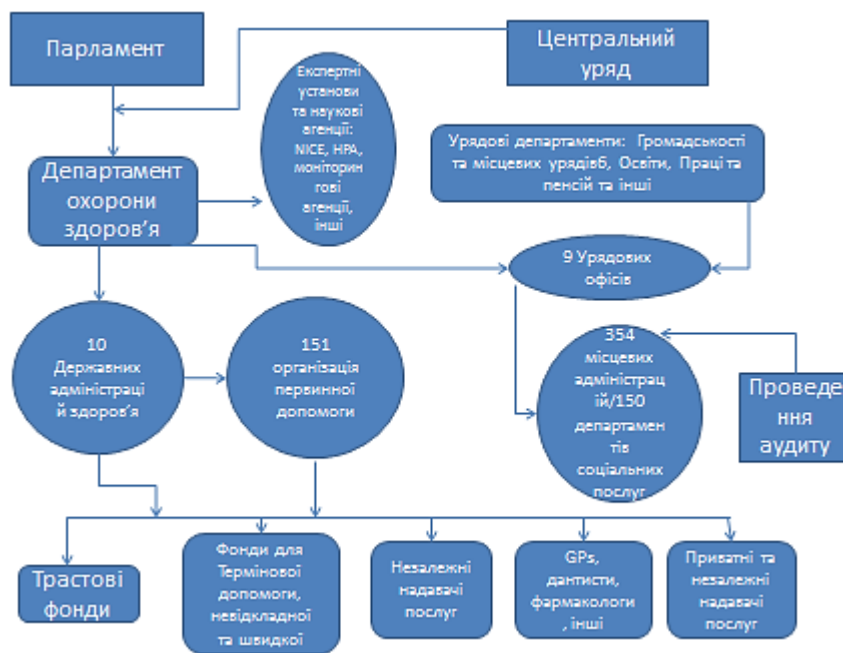 Парламент
Центральний
уряд
Експертні
установи
та наукові
агенції:
NICE, HPA,
моніторин
гові
агенції,
інші
Урядові департаменти: Громадськості
та місцевих урядівб, Освіти, Праці та
пенсій та інші
Департамент
охорони
здоров’я
9 Урядових
офісів
10
Державних
адміністраці
й здоров’я
151
організація
первинної
допомоги
354
місцевих
адміністрац
ій/150
департамен
тів
соціальних
послуг
Проведе
ння
аудиту
Трастові
фонди
Фонди для
Термінової
допомоги,
невідкладної
та швидкої
Незалежні
надавачі
послуг
GPs,
дантисти,
фармакологи
, інші
Приватні та
незалежні
надавачі
послуг